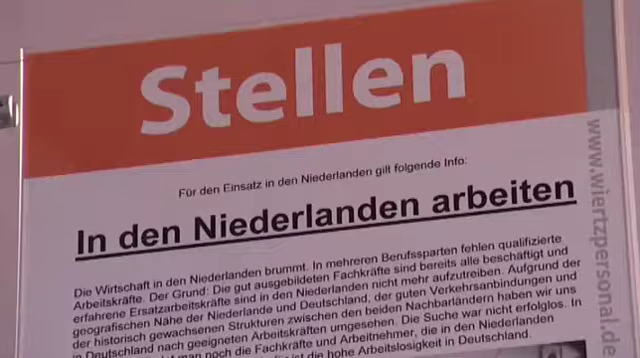 Stellen
Für den Einsatz in den Niederlanden gilt folgende Info:
In den Niederlanden arbeiten
Die Wirtschaft in den Niederlanden brummt. In mehreren Berufssparten fehlen qualifizierte
Arbeitskräfte. Der Grund: Die gut ausgebildeten Fachkräfte sind bereits alle beschäftigt und
erfahrene Ersatzarbeitskräfte sind in den Niederlanden nicht mehr aufzutreiben. Aufgrund der
geografischen Nähe der Niederlande und Deutschland, der guten Verkehrsanbindungen und
der historisch gewachsenen Strukturen zwischen den beiden Nachbarländern haben wir uns
in Deutschland nach geeigneten Arbeitskräften umgesehen. Die Suche war nicht erfolglos. In
man noch die Fachkräfte und Arbeitnehmer, die in den Niederlanden
ist die hohe Arbeitslosigkeit in Deutschland.
www.wiertzpersonal.de